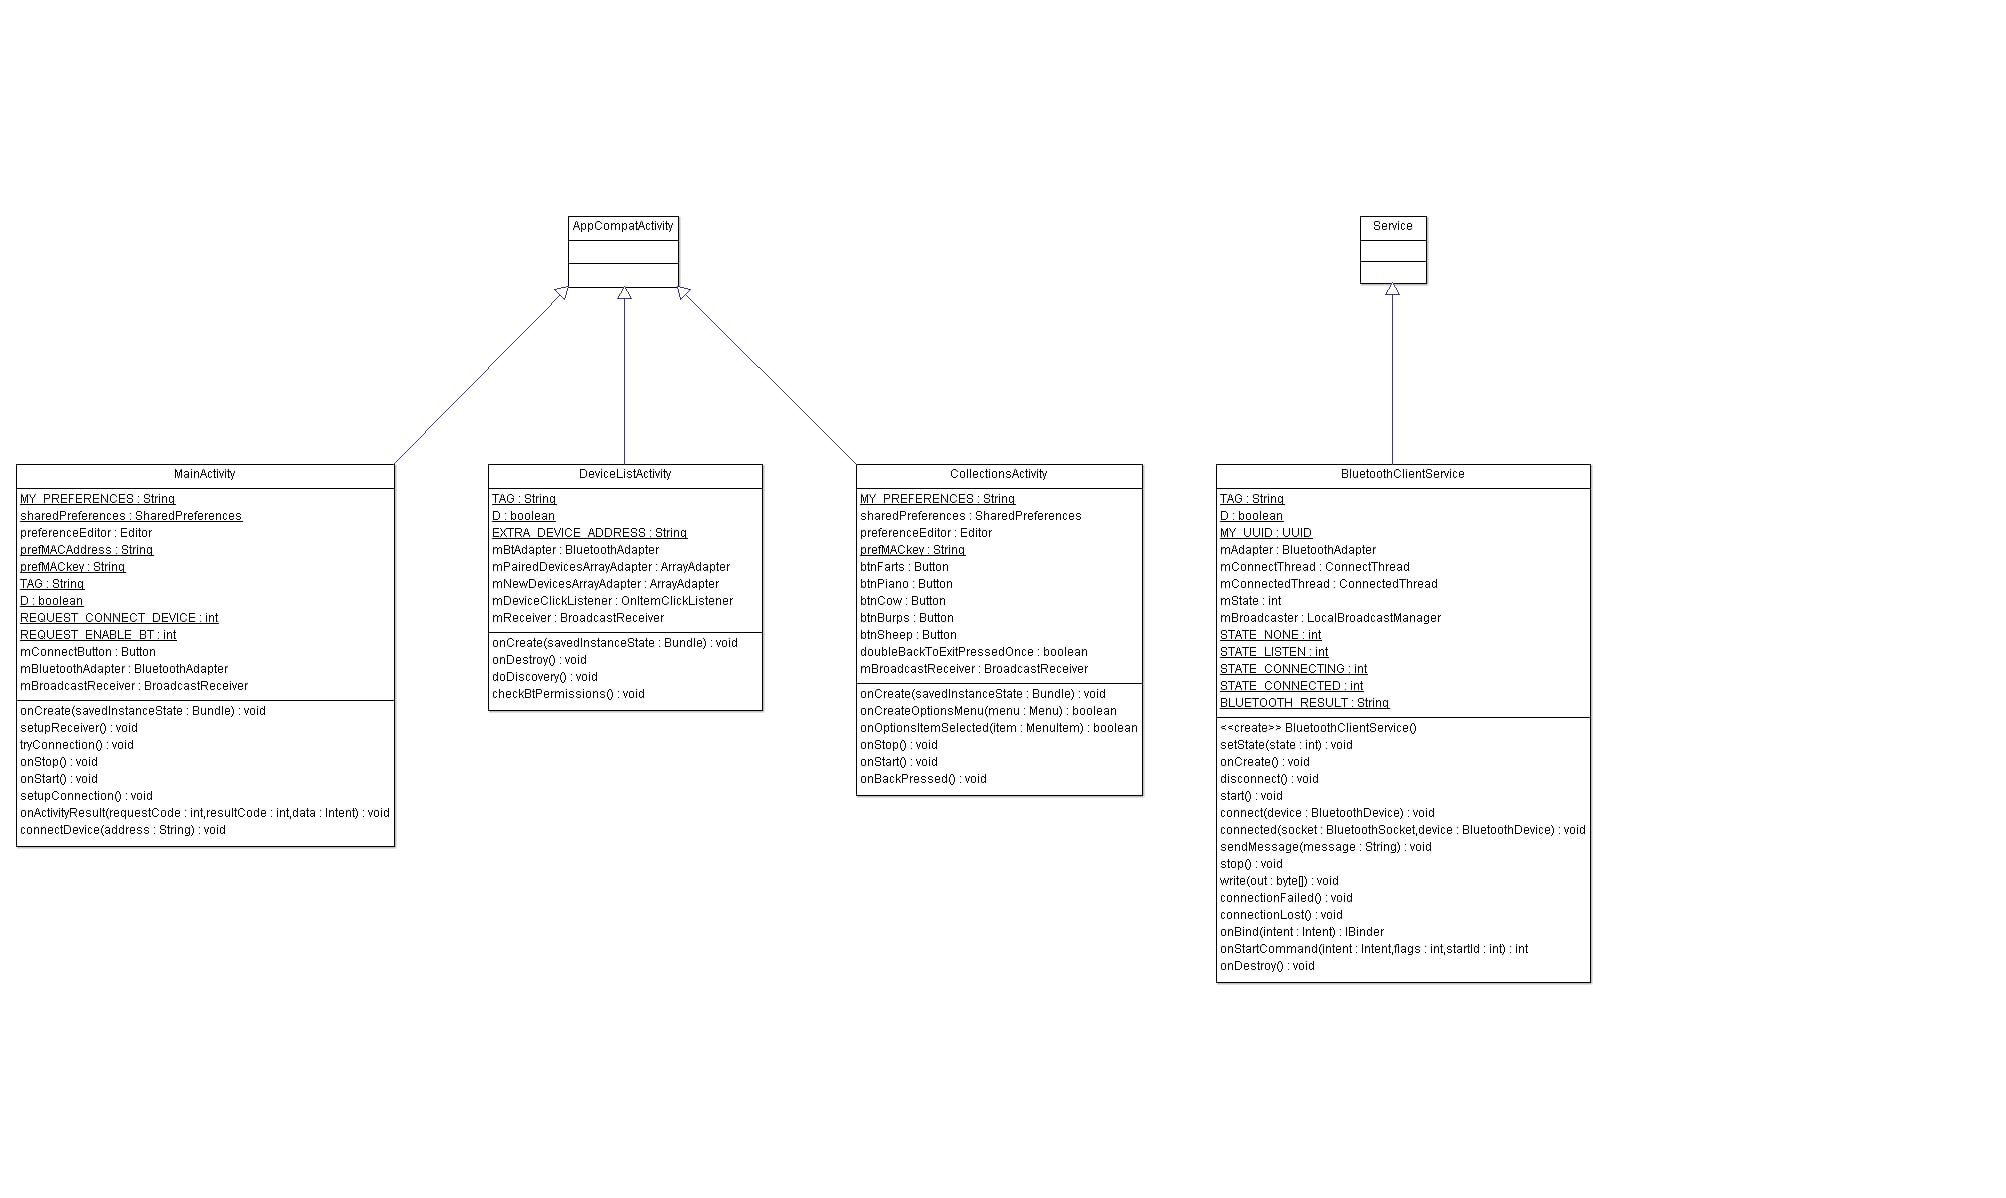 AppCompatActivity
Service
MainActivity
MY_PREFERENCES : String
sharedPreferences : SharedPreferences
preferenceEditor : Editor
prefMACAddress : String
prefMACkey : String
TAG : String
D : boolean
REQUEST_CONNECT_DEVICE : int
REQUEST_ENABLE_BT : int
mConnectButton : Button
mBluetoothAdapter : BluetoothAdapter
mBroadcastReceiver : BroadcastReceiver
onCreate(savedInstanceState : Bundle) : void
setupReceiver() : void
tryConnection() : void
onStop() : void
onStart() : void
setupConnection() : void
onActivityResult(requestCode : int,resultCode : int,data : Intent) : void
connectDevice(address : String) : void
DeviceListActivity
TAG : String
D : boolean
EXTRA_DEVICE_ADDRESS : String
mBtAdapter : BluetoothAdapter
mPairedDevicesArrayAdapter : ArrayAdapter
mNewDevicesArrayAdapter : ArrayAdapter
mDeviceClickListener : OnItemClickListener
mReceiver : BroadcastReceiver
onCreate(savedInstanceState : Bundle) : void
onDestroy() : void
doDiscovery() : void
checkBtPermissions() : void
CollectionsActivity
MY_PREFERENCES : String
sharedPreferences : SharedPreferences
preferenceEditor : Editor
prefMACkey : String
btnFarts : Button
btnPiano : Button
btnCow : Button
btnBurps : Button
btnSheep : Button
doubleBackToExitPressedOnce : boolean
mBroadcastReceiver : BroadcastReceiver
onCreate(savedInstanceState : Bundle) : void
onCreateOptionsMenu(menu : Menu) : boolean
onOptionsItemSelected(item : MenuItem) : boolean
onStop() : void
onStart() : void
onBackPressed() : void
BluetoothClientService
TAG : String
D : boolean
MY_UUID : UUID
mAdapter : BluetoothAdapter
mConnectThread : ConnectThread
mConnectedThread : ConnectedThread
mState : int
mBroadcaster : LocalBroadcastManager
STATE_NONE : int
STATE_LISTEN : int
STATE_CONNECTING : int
STATE_CONNECTED : int
BLUETOOTH_RESULT : String
<<create>> BluetoothClientService()
setState(state : int) : void
onCreate() : void
disconnect() : void
start() : void
connect(device : BluetoothDevice) : void
connected(socket : BluetoothSocket,device : BluetoothDevice) : void
sendMessage(message : String) : void
stop() : void
write(out : byte[]) : void
connectionFailed() : void
connectionLost() : void
onBind(intent : Intent) : IBinder
onStartCommand(intent : Intent,flags : int,startId : int) : int
onDestroy() : void